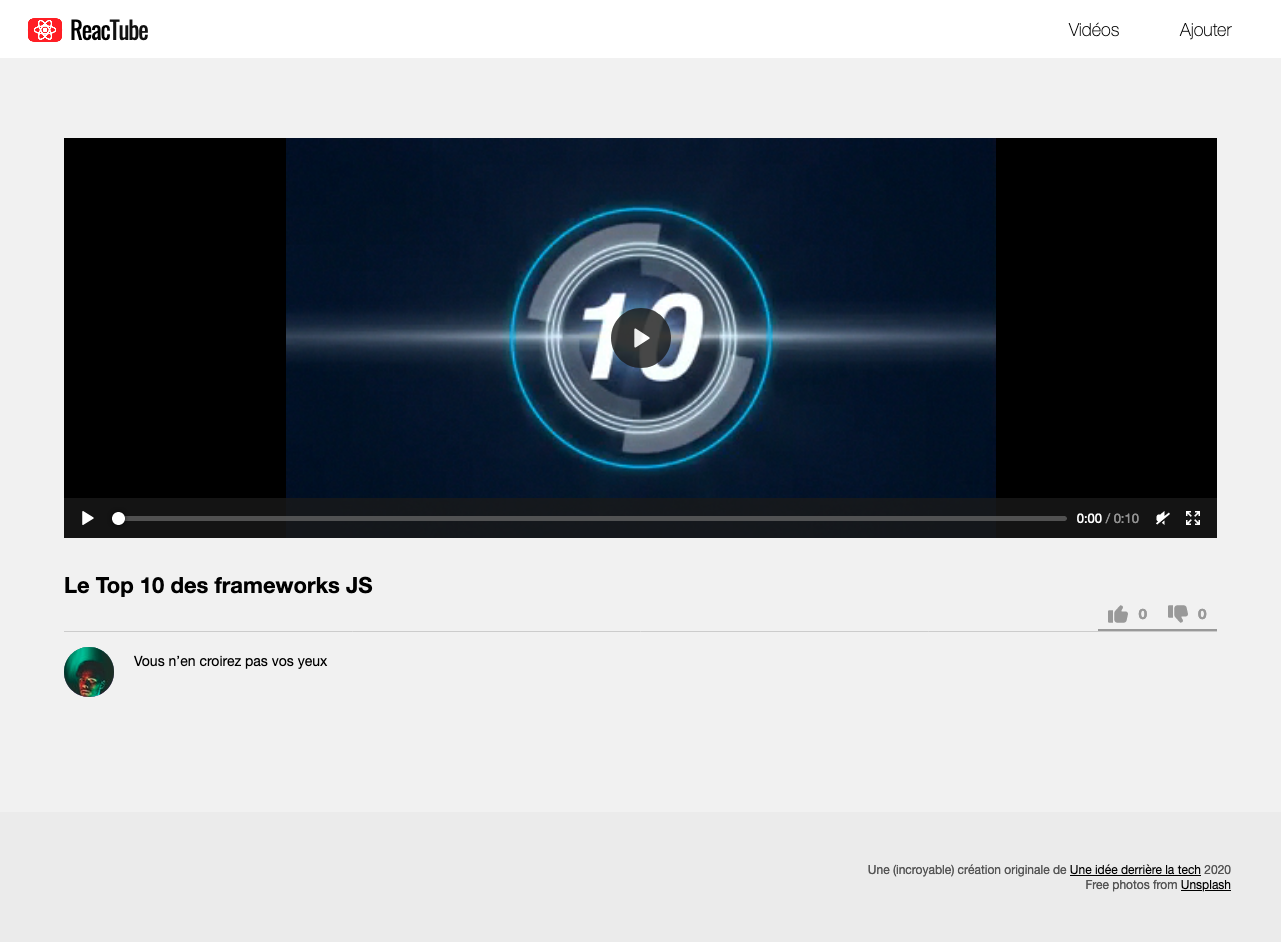 ReacTube
Vidéos
Ajouter
10
0:00 / 0:10
Le Top 10 des frameworks JS
0
0
Vous n’en croirez pas vos yeux
Une (incroyable) création originale de Une idée derrière la tech 2020
Free photos from Unsplash